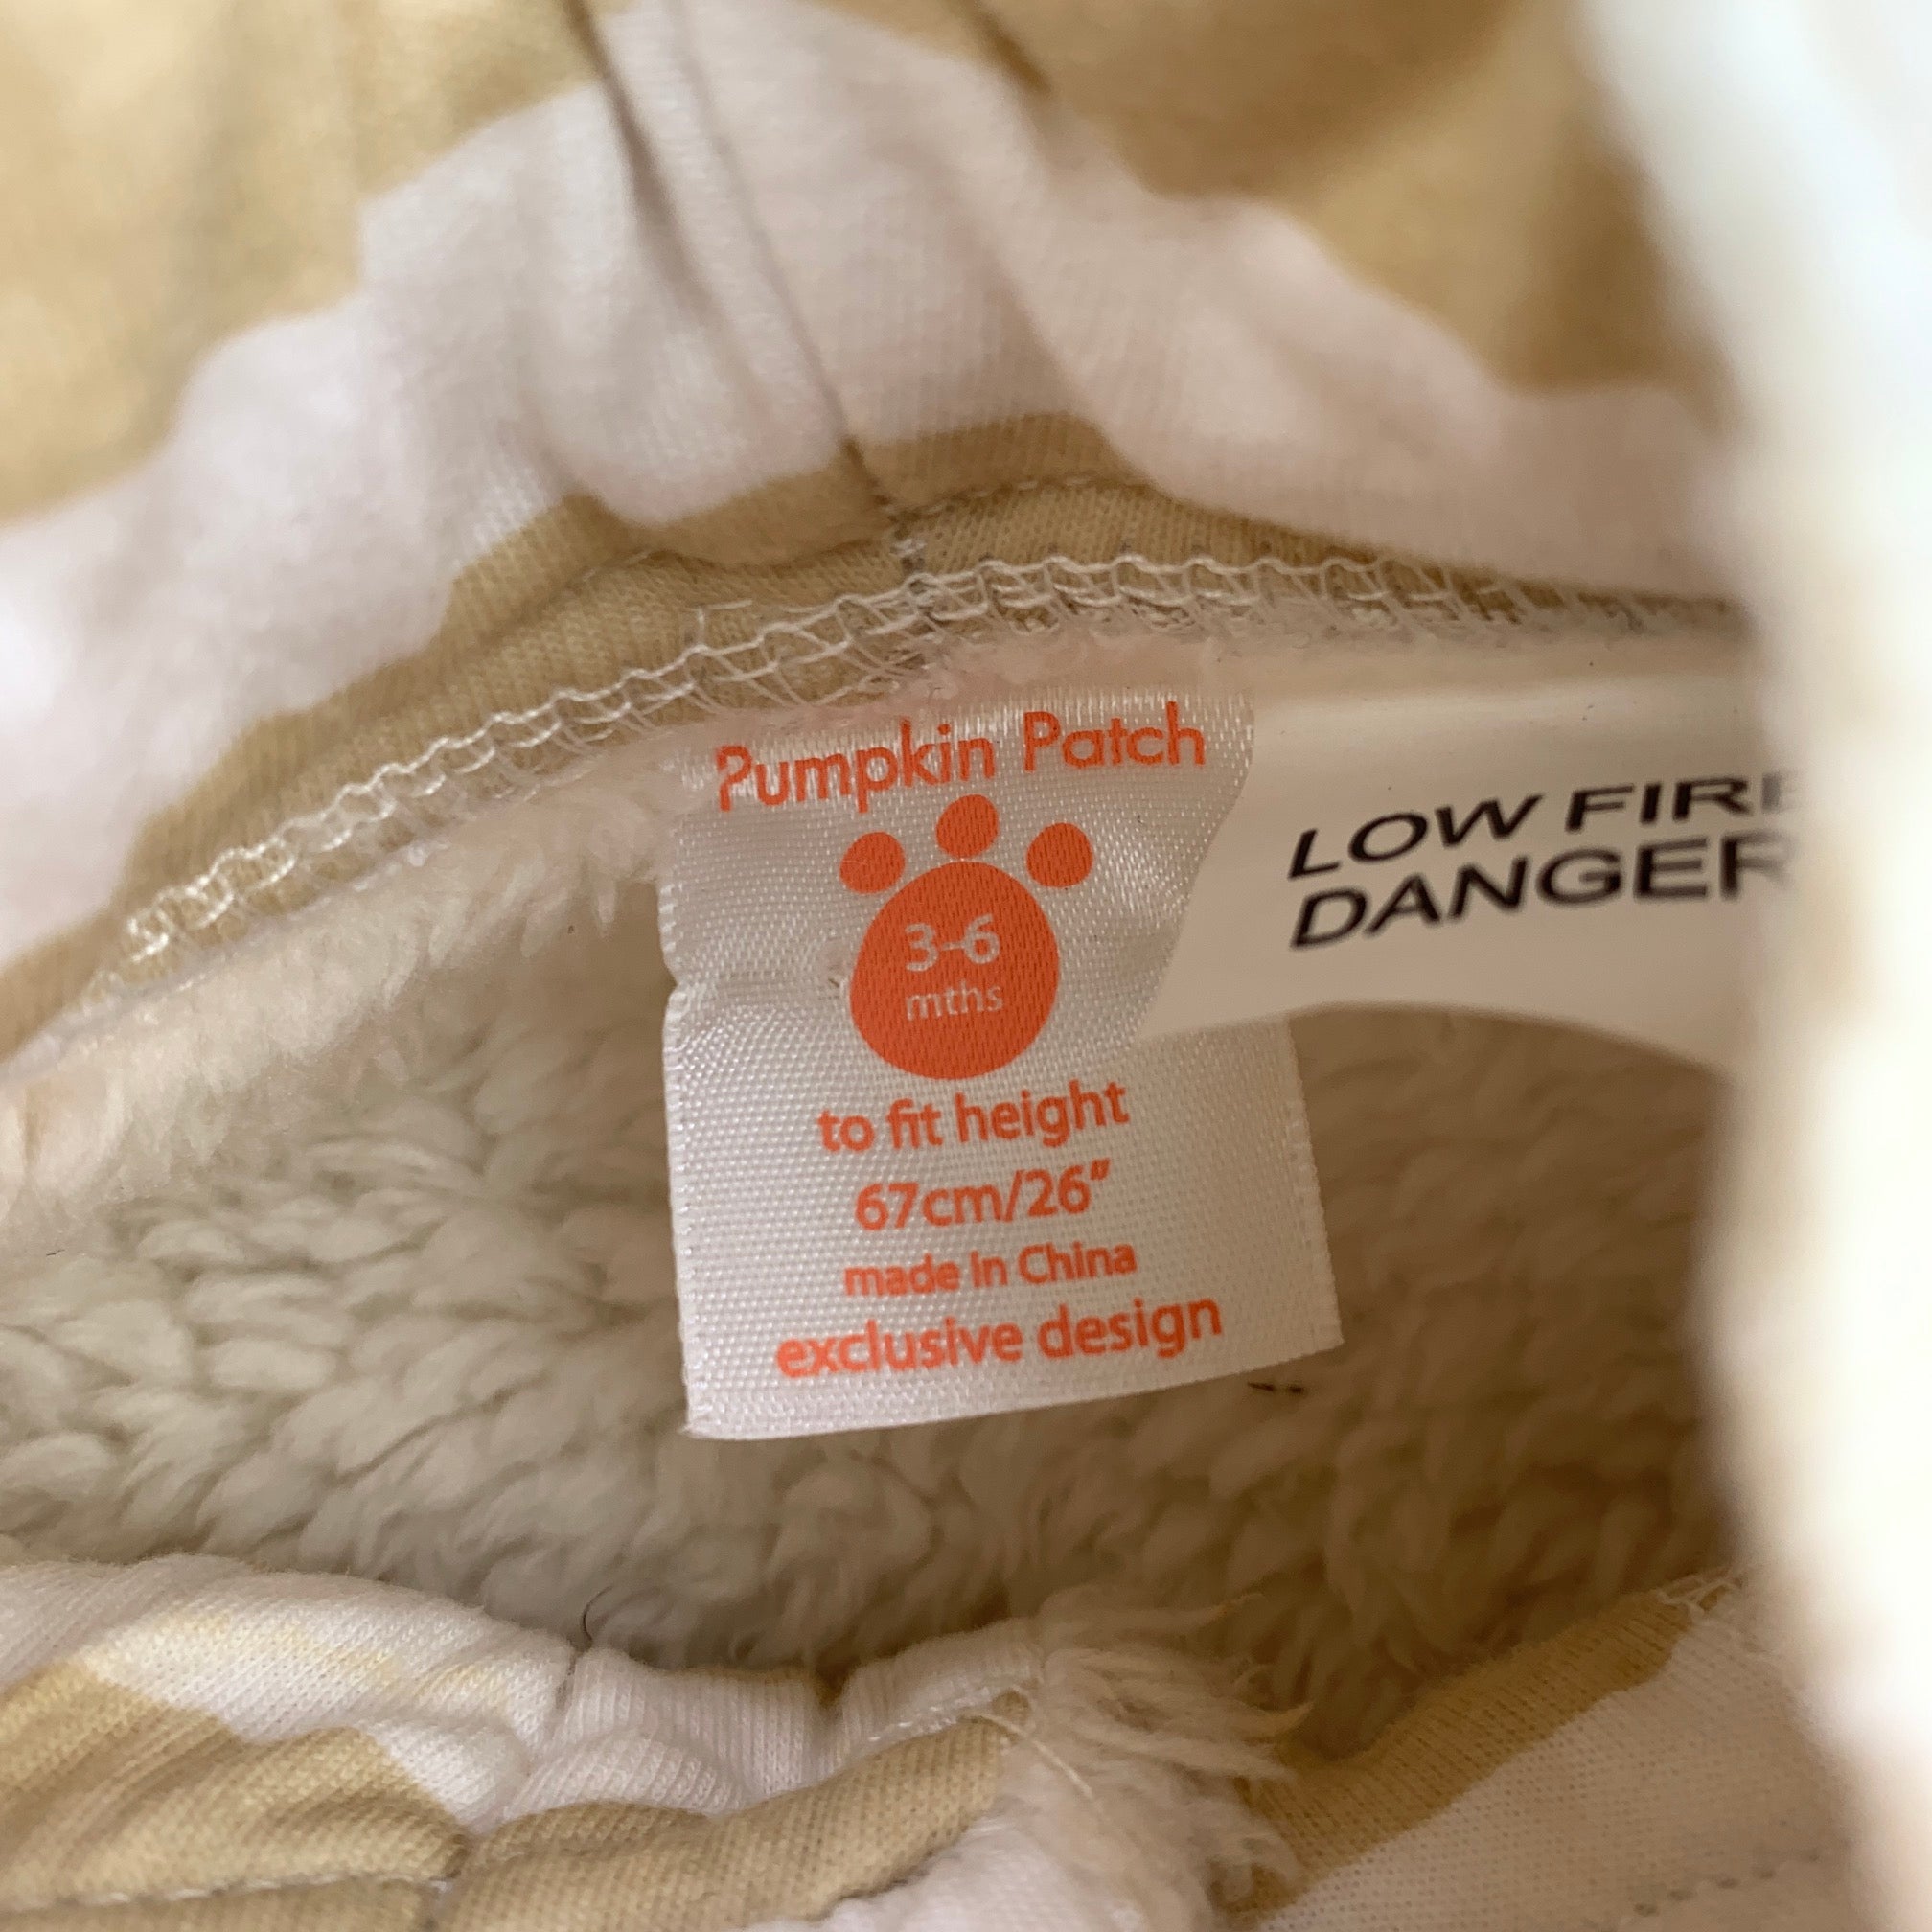 Pumpkin Patch
3-6
mths
to fit height
67cm/26"
made in China
exclusive design
LOW FIRE
DANGER